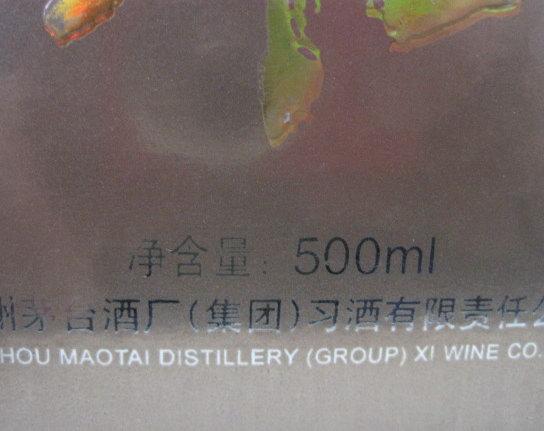 净含量: 500ml
州茅台酒厂(集团)习酒有限责任公
HOU MAOTAI DISTILLERY (GROUP) XI WINE CO.